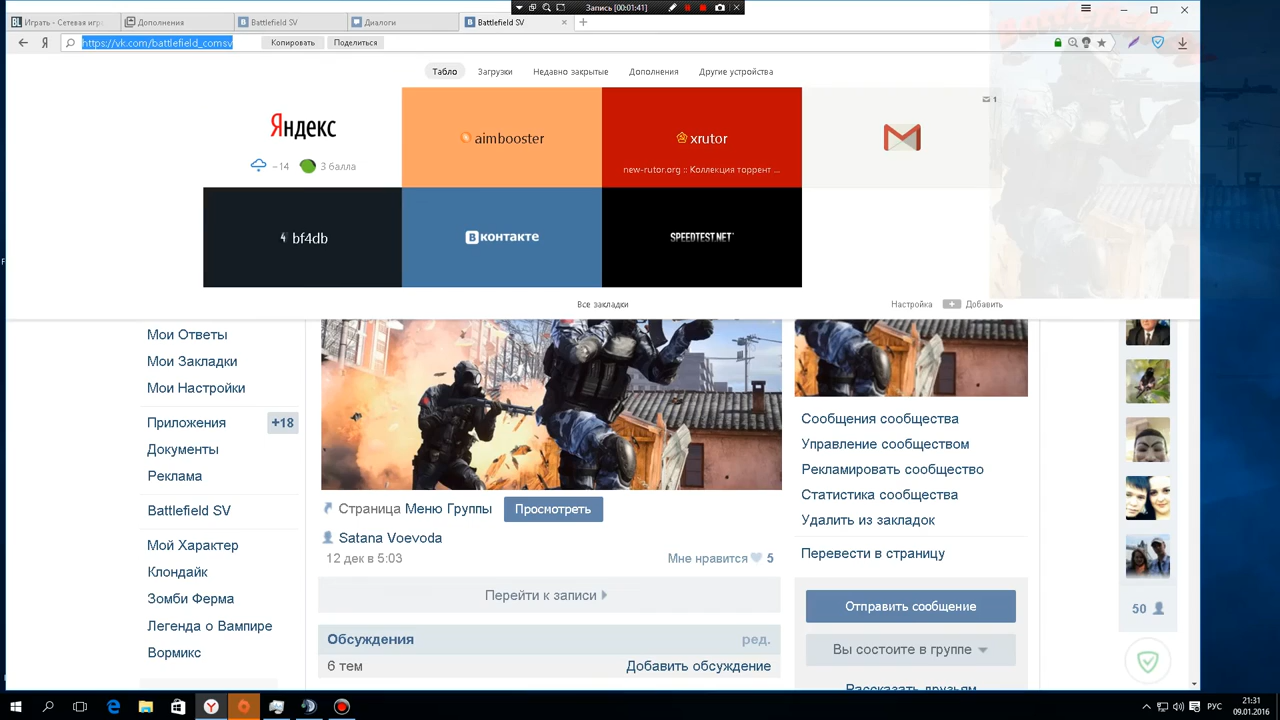 Запись [00:01:41]
Играть - Сетевая игра
Дополнения
Battlefield SV
Диалоги
Battlefield SV
Я
https://vk.com/battlefield_comsv
Копировать
Поделиться
Табло
Загрузки
Недавно закрытые
Дополнения
Другие устройства
Яндекс
−14
3 балла
aimbooster
xrutor
new-rutor.org :: Коллекция торрент ...
1
bf4db
В контакте
SPEEDTEST.NET
Все закладки
Настройка
Добавить
Мои Ответы
Мои Закладки
Мои Настройки
Приложения +18
Документы
Реклама
Battlefield SV
Мой Характер
Клондайк
Зомби Ферма
Легенда о Вампире
Вормикс
Страница Меню Группы
Просмотреть
Satana Voevoda
12 дек в 5:03
Мне нравится 5
Перейти к записи
Обсуждения
ред.
6 тем
Добавить обсуждение
Сообщения сообщества
Управление сообществом
Рекламировать сообщество
Статистика сообщества
Удалить из закладок
Перевести в страницу
Отправить сообщение
Вы состоите в группе
Рассказать друзьям
50
РУС
21:31
09.01.2016